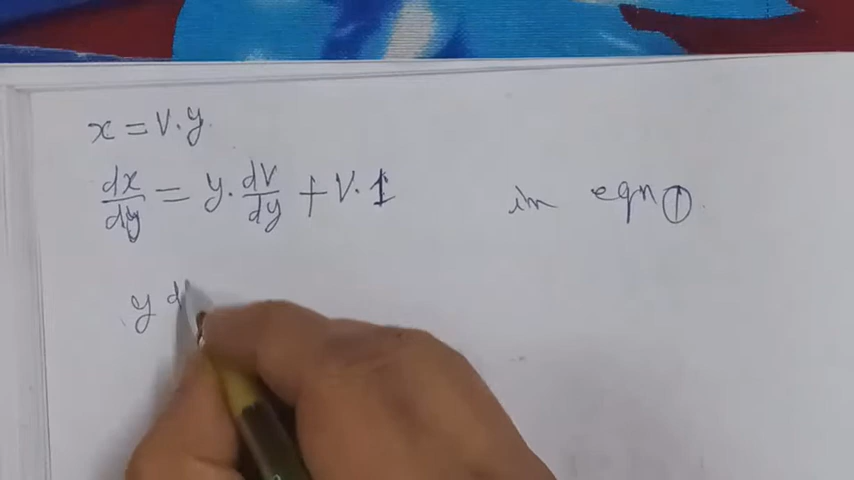 x = V.y
dx/dy = y. dV/dy + V. 1 in eqn ①
y d